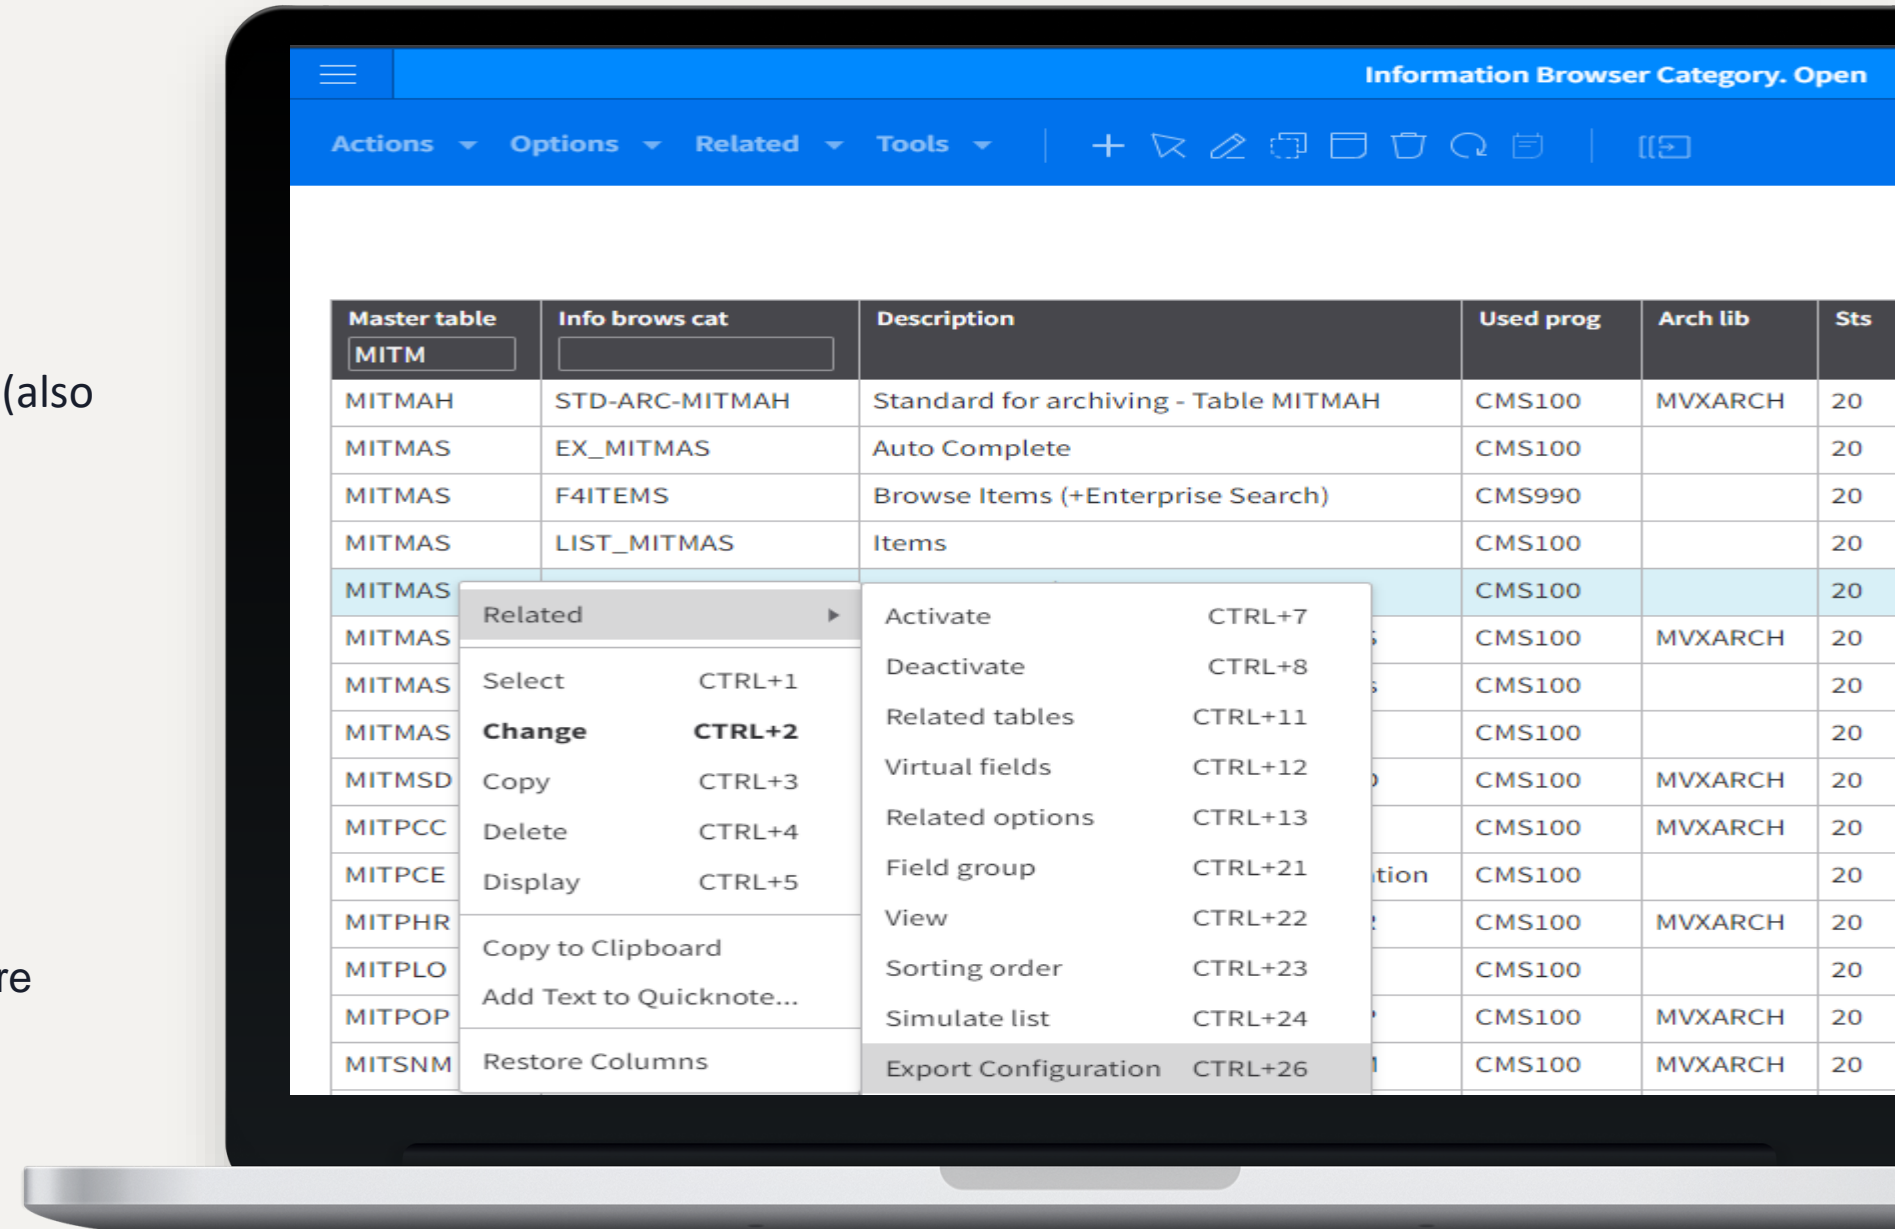 Information Browser Category. Open
Actions Options Related Tools
Master table Info brows cat Description Used prog Arch lib Sts
MITM
(also
MITMAH STD-ARC-MITMAH Standard for archiving - Table MITMAH CMS100 MVXARCH 20
MITMAS EX_MITMAS Auto Complete CMS100 20
MITMAS F4ITEMS Browse Items (+Enterprise Search) CMS990 20
MITMAS LIST_MITMAS Items CMS100 20
MITMAS CMS100 20
Related Activate CTRL+7
MITMAS CMS100 MVXARCH 20
Deactivate CTRL+8
MITMAS Select CTRL+1 CMS100 20
Related tables CTRL+11
MITMAS Change CTRL+2 CMS100 20
Virtual fields CTRL+12
MITMSD Copy CTRL+3 CMS100 MVXARCH 20
Related options CTRL+13
MITPCC Delete CTRL+4 CMS100 MVXARCH 20
Field group CTRL+21
MITPCE Display CTRL+5 tion CMS100 20
View CTRL+22
MITPHR CMS100 MVXARCH 20
Copy to Clipboard
re
MITPLO Sorting order CTRL+23 CMS100 20
Add Text to Quicknote...
MITPOP Simulate list CTRL+24 CMS100 MVXARCH 20
MITSNM Restore Columns Export Configuration CTRL+26 CMS100 MVXARCH 20